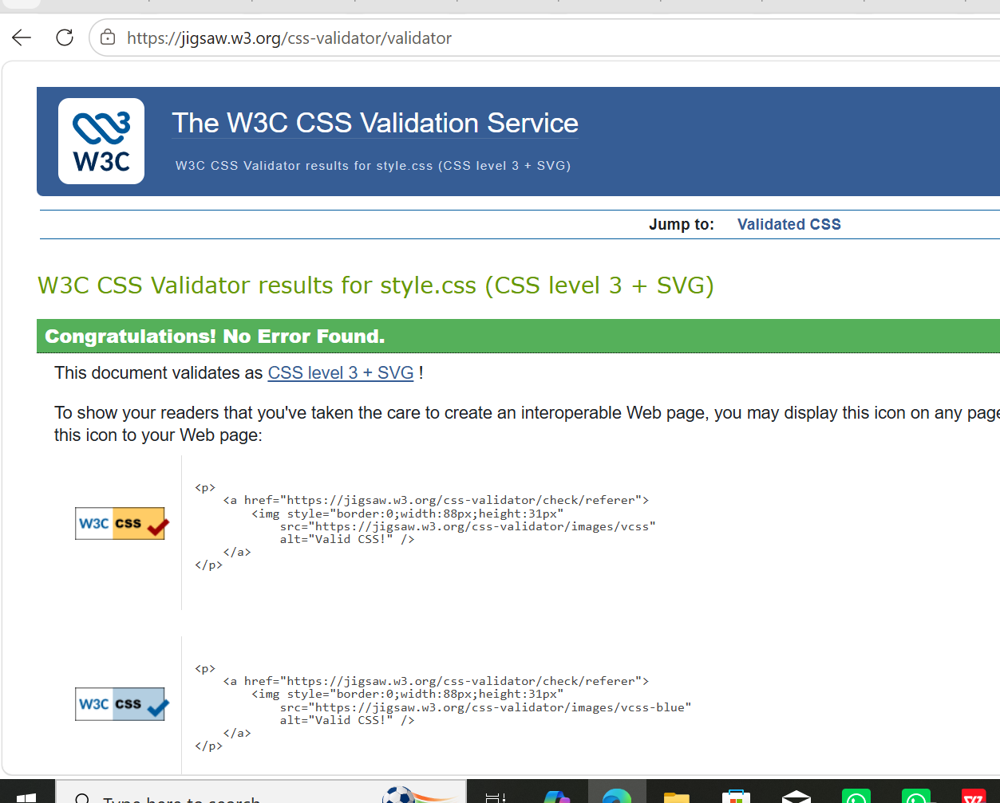 https://jigsaw.w3.org/css-validator/validator
W3C
The W3C CSS Validation Service
W3C CSS Validator results for style.css (CSS level 3 + SVG)
Jump to: Validated CSS
W3C CSS Validator results for style.css (CSS level 3 + SVG)
Congratulations! No Error Found.
This document validates as CSS level 3 + SVG !
To show your readers that you've taken the care to create an interoperable Web page, you may display this icon on any page
this icon to your Web page:
W3C CSS
<p>
<a href="https://jigsaw.w3.org/css-validator/check/referer">
<img style="border:0;width:88px;height:31px"
src="https://jigsaw.w3.org/css-validator/images/vcss"
alt="Valid CSS!" />
</a>
</p>
W3C CSS
<p>
<a href="https://jigsaw.w3.org/css-validator/check/referer">
<img style="border:0;width:88px;height:31px"
src="https://jigsaw.w3.org/css-validator/images/vcss-blue"
alt="Valid CSS!" />
</a>
</p>
Type here to search